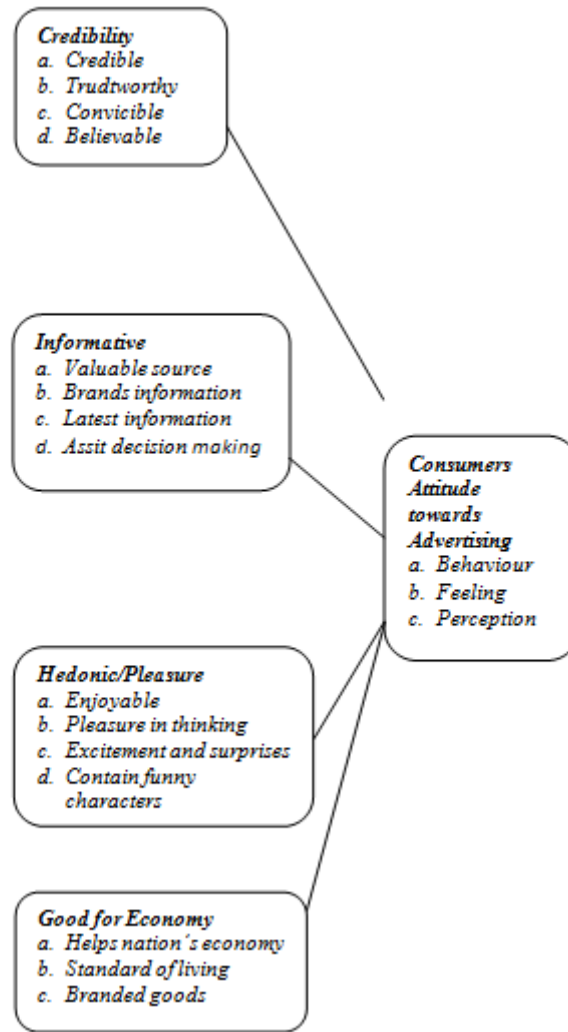 Credibility
a. Credible
b. Trudtworthy
c. Convicible
d. Believable
Informative
a. Valuable source
b. Brands information
c. Latest information
d. Assit decision making
Consumers
Attitude
towards
Advertising
a. Behaviour
b. Feeling
c. Perception
Hedonic/Pleasure
a. Enjoyable
b. Pleasure in thinking
c. Excitement and surprises
d. Contain funny
characters
Good for Economy
a. Helps nation´s economy
b. Standard of living
c. Branded goods